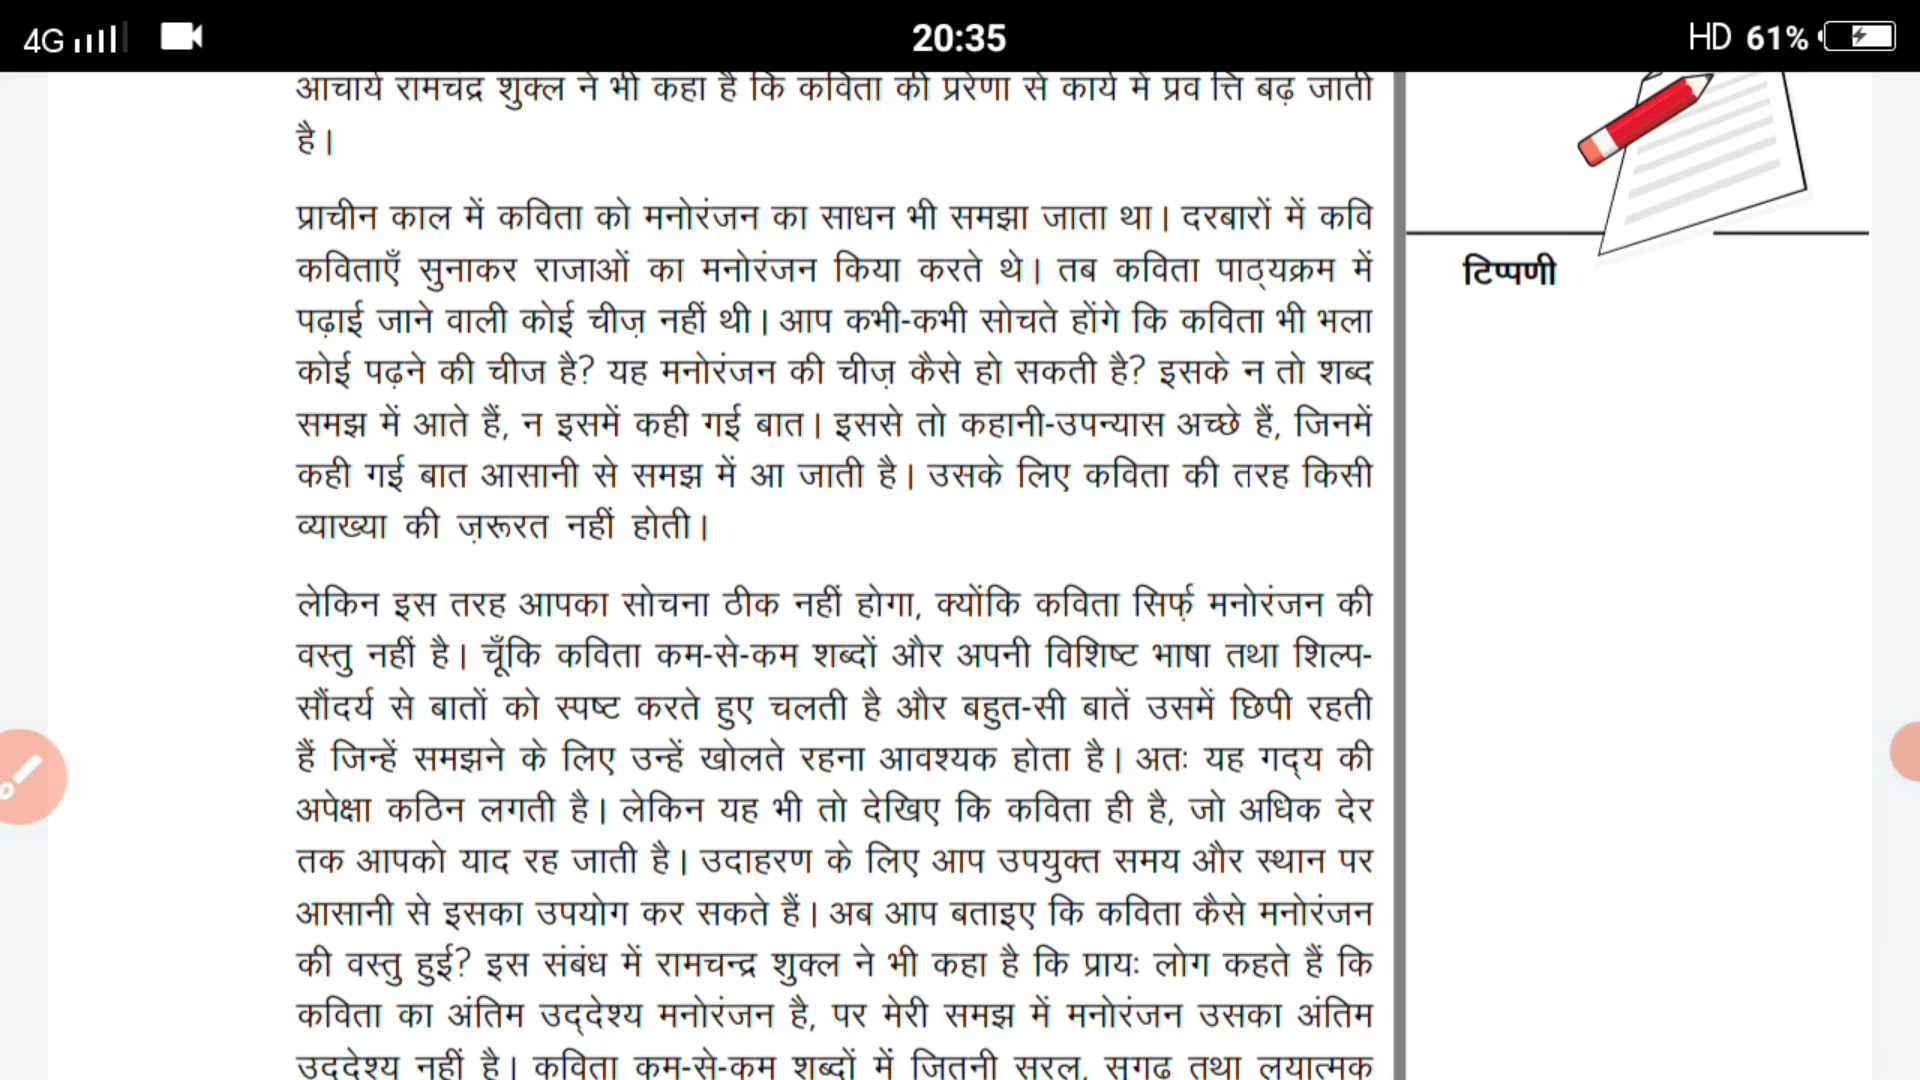 4G
20:35
HD 61%
आचार्य रामचंद्र शुक्ल ने भी कहा है कि कविता की प्ररेणा से कार्य में प्रव त्ति बढ़ जाती
है।
प्राचीन काल में कविता को मनोरंजन का साधन भी समझा जाता था। दरबारों में कवि
कविताएँ सुनाकर राजाओं का मनोरंजन किया करते थे। तब कविता पाठ्यक्रम में
पढ़ाई जाने वाली कोई चीज़ नहीं थी। आप कभी-कभी सोचते होंगे कि कविता भी भला
कोई पढ़ने की चीज है? यह मनोरंजन की चीज़ कैसे हो सकती है? इसके न तो शब्द
समझ में आते हैं, न इसमें कही गई बात। इससे तो कहानी-उपन्यास अच्छे हैं, जिनमें
कही गई बात आसानी से समझ में आ जाती है। उसके लिए कविता की तरह किसी
व्याख्या की ज़रूरत नहीं होती।
लेकिन इस तरह आपका सोचना ठीक नहीं होगा, क्योंकि कविता सिर्फ़ मनोरंजन की
वस्तु नहीं है। चूँकि कविता कम-से-कम शब्दों और अपनी विशिष्ट भाषा तथा शिल्प-
सौंदर्य से बातों को स्पष्ट करते हुए चलती है और बहुत-सी बातें उसमें छिपी रहती
हैं जिन्हें समझने के लिए उन्हें खोलते रहना आवश्यक होता है। अतः यह गद्य की
अपेक्षा कठिन लगती है। लेकिन यह भी तो देखिए कि कविता ही है, जो अधिक देर
तक आपको याद रह जाती है। उदाहरण के लिए आप उपयुक्त समय और स्थान पर
आसानी से इसका उपयोग कर सकते हैं। अब आप बताइए कि कविता कैसे मनोरंजन
की वस्तु हुई? इस संबंध में रामचन्द्र शुक्ल ने भी कहा है कि प्रायः लोग कहते हैं कि
कविता का अंतिम उद्देश्य मनोरंजन है, पर मेरी समझ में मनोरंजन उसका अंतिम
उद्देश्य नहीं है। कविता कम-से-कम शब्दों में जितनी सरल, सुगढ़ तथा लयात्मक
टिप्पणी